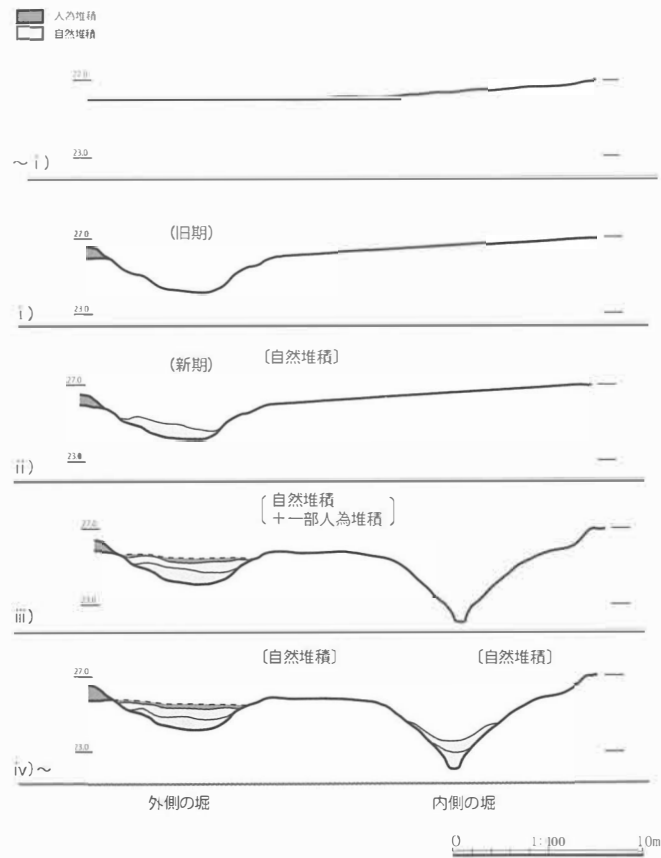 人為堆積
自然堆積
27.0
23.0
～ i )
27.0
(旧期)
23.0
i )
(新期)
〔自然堆積〕
27.0
23.0
ii)
自然堆積
＋一部人為堆積
27.0
23.0
iii)
〔自然堆積〕 〔自然堆積〕
27.0
23.0
iv)～
外側の堀 内側の堀
0 1:100 10m